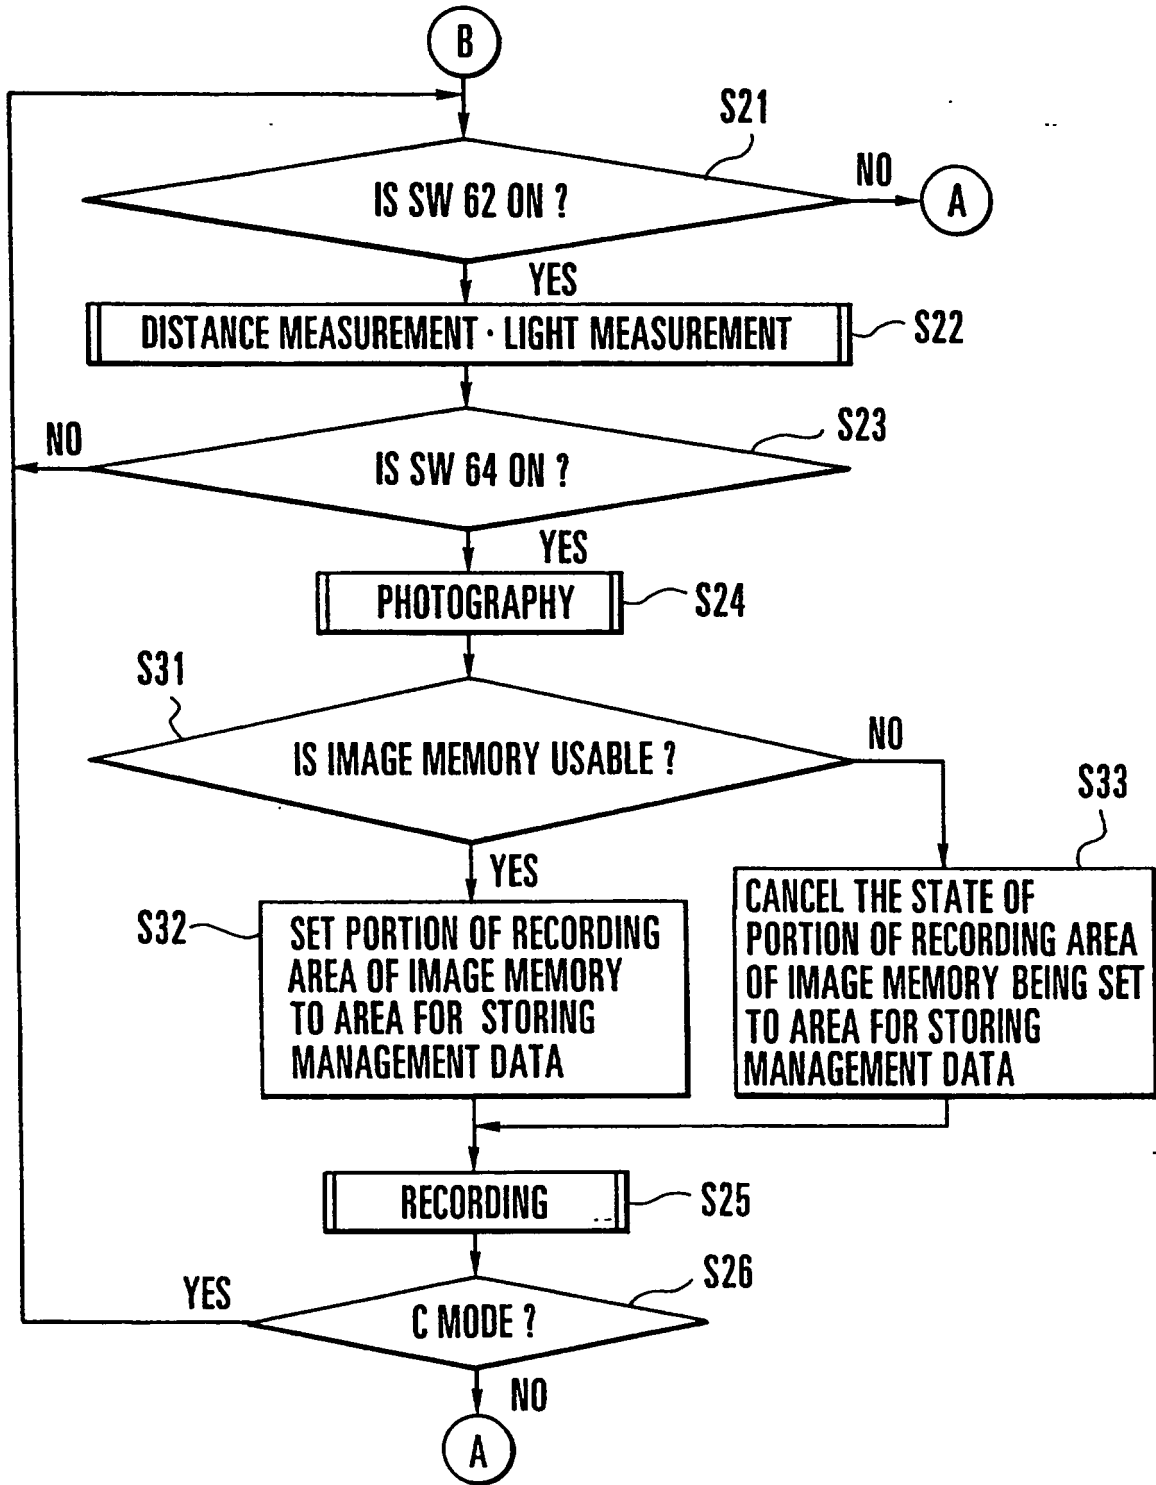 B
S21
IS SW 62 ON ?
NO
A
YES
DISTANCE MEASUREMENT · LIGHT MEASUREMENT
S22
NO
S23
IS SW 64 ON ?
YES
PHOTOGRAPHY
S24
S31
IS IMAGE MEMORY USABLE ?
NO
YES
S33
S32
SET PORTION OF RECORDING
AREA OF IMAGE MEMORY
TO AREA FOR STORING
MANAGEMENT DATA
CANCEL THE STATE OF
PORTION OF RECORDING AREA
OF IMAGE MEMORY BEING SET
TO AREA FOR STORING
MANAGEMENT DATA
RECORDING
S25
YES
S26
C MODE ?
NO
A